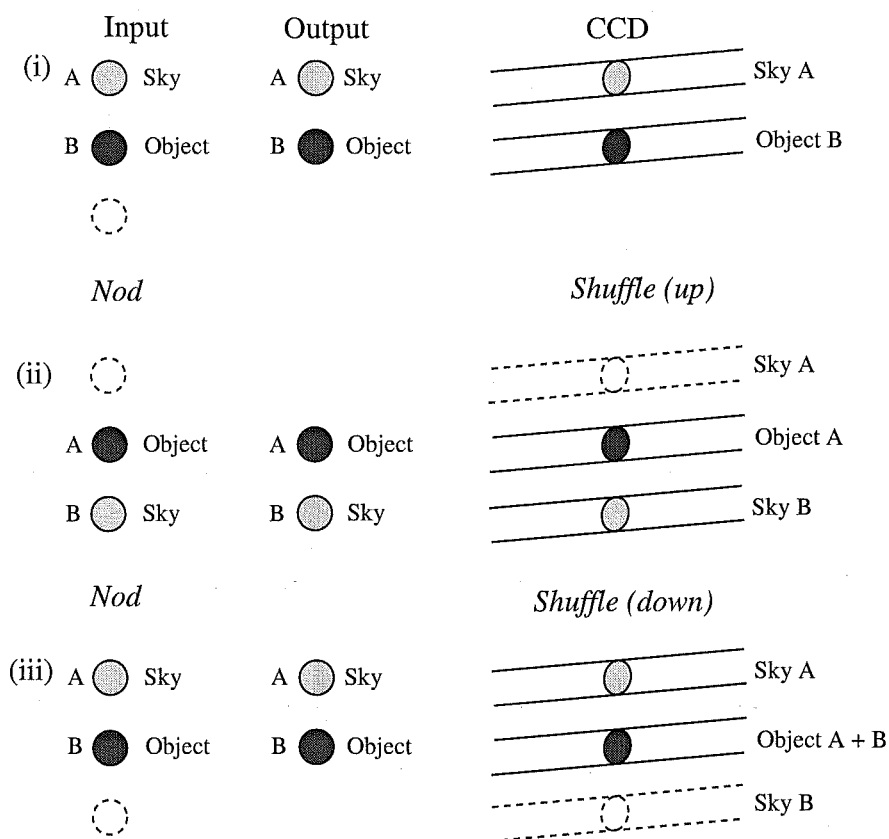 Input Output CCD
(i) A Sky A Sky Sky A
B Object B Object Object B
Nod Shuffle (up)
(ii) Sky A
A Object A Object Object A
B Sky B Sky Sky B
Nod Shuffle (down)
(iii) A Sky A Sky Sky A
B Object B Object Object A + B
Sky B